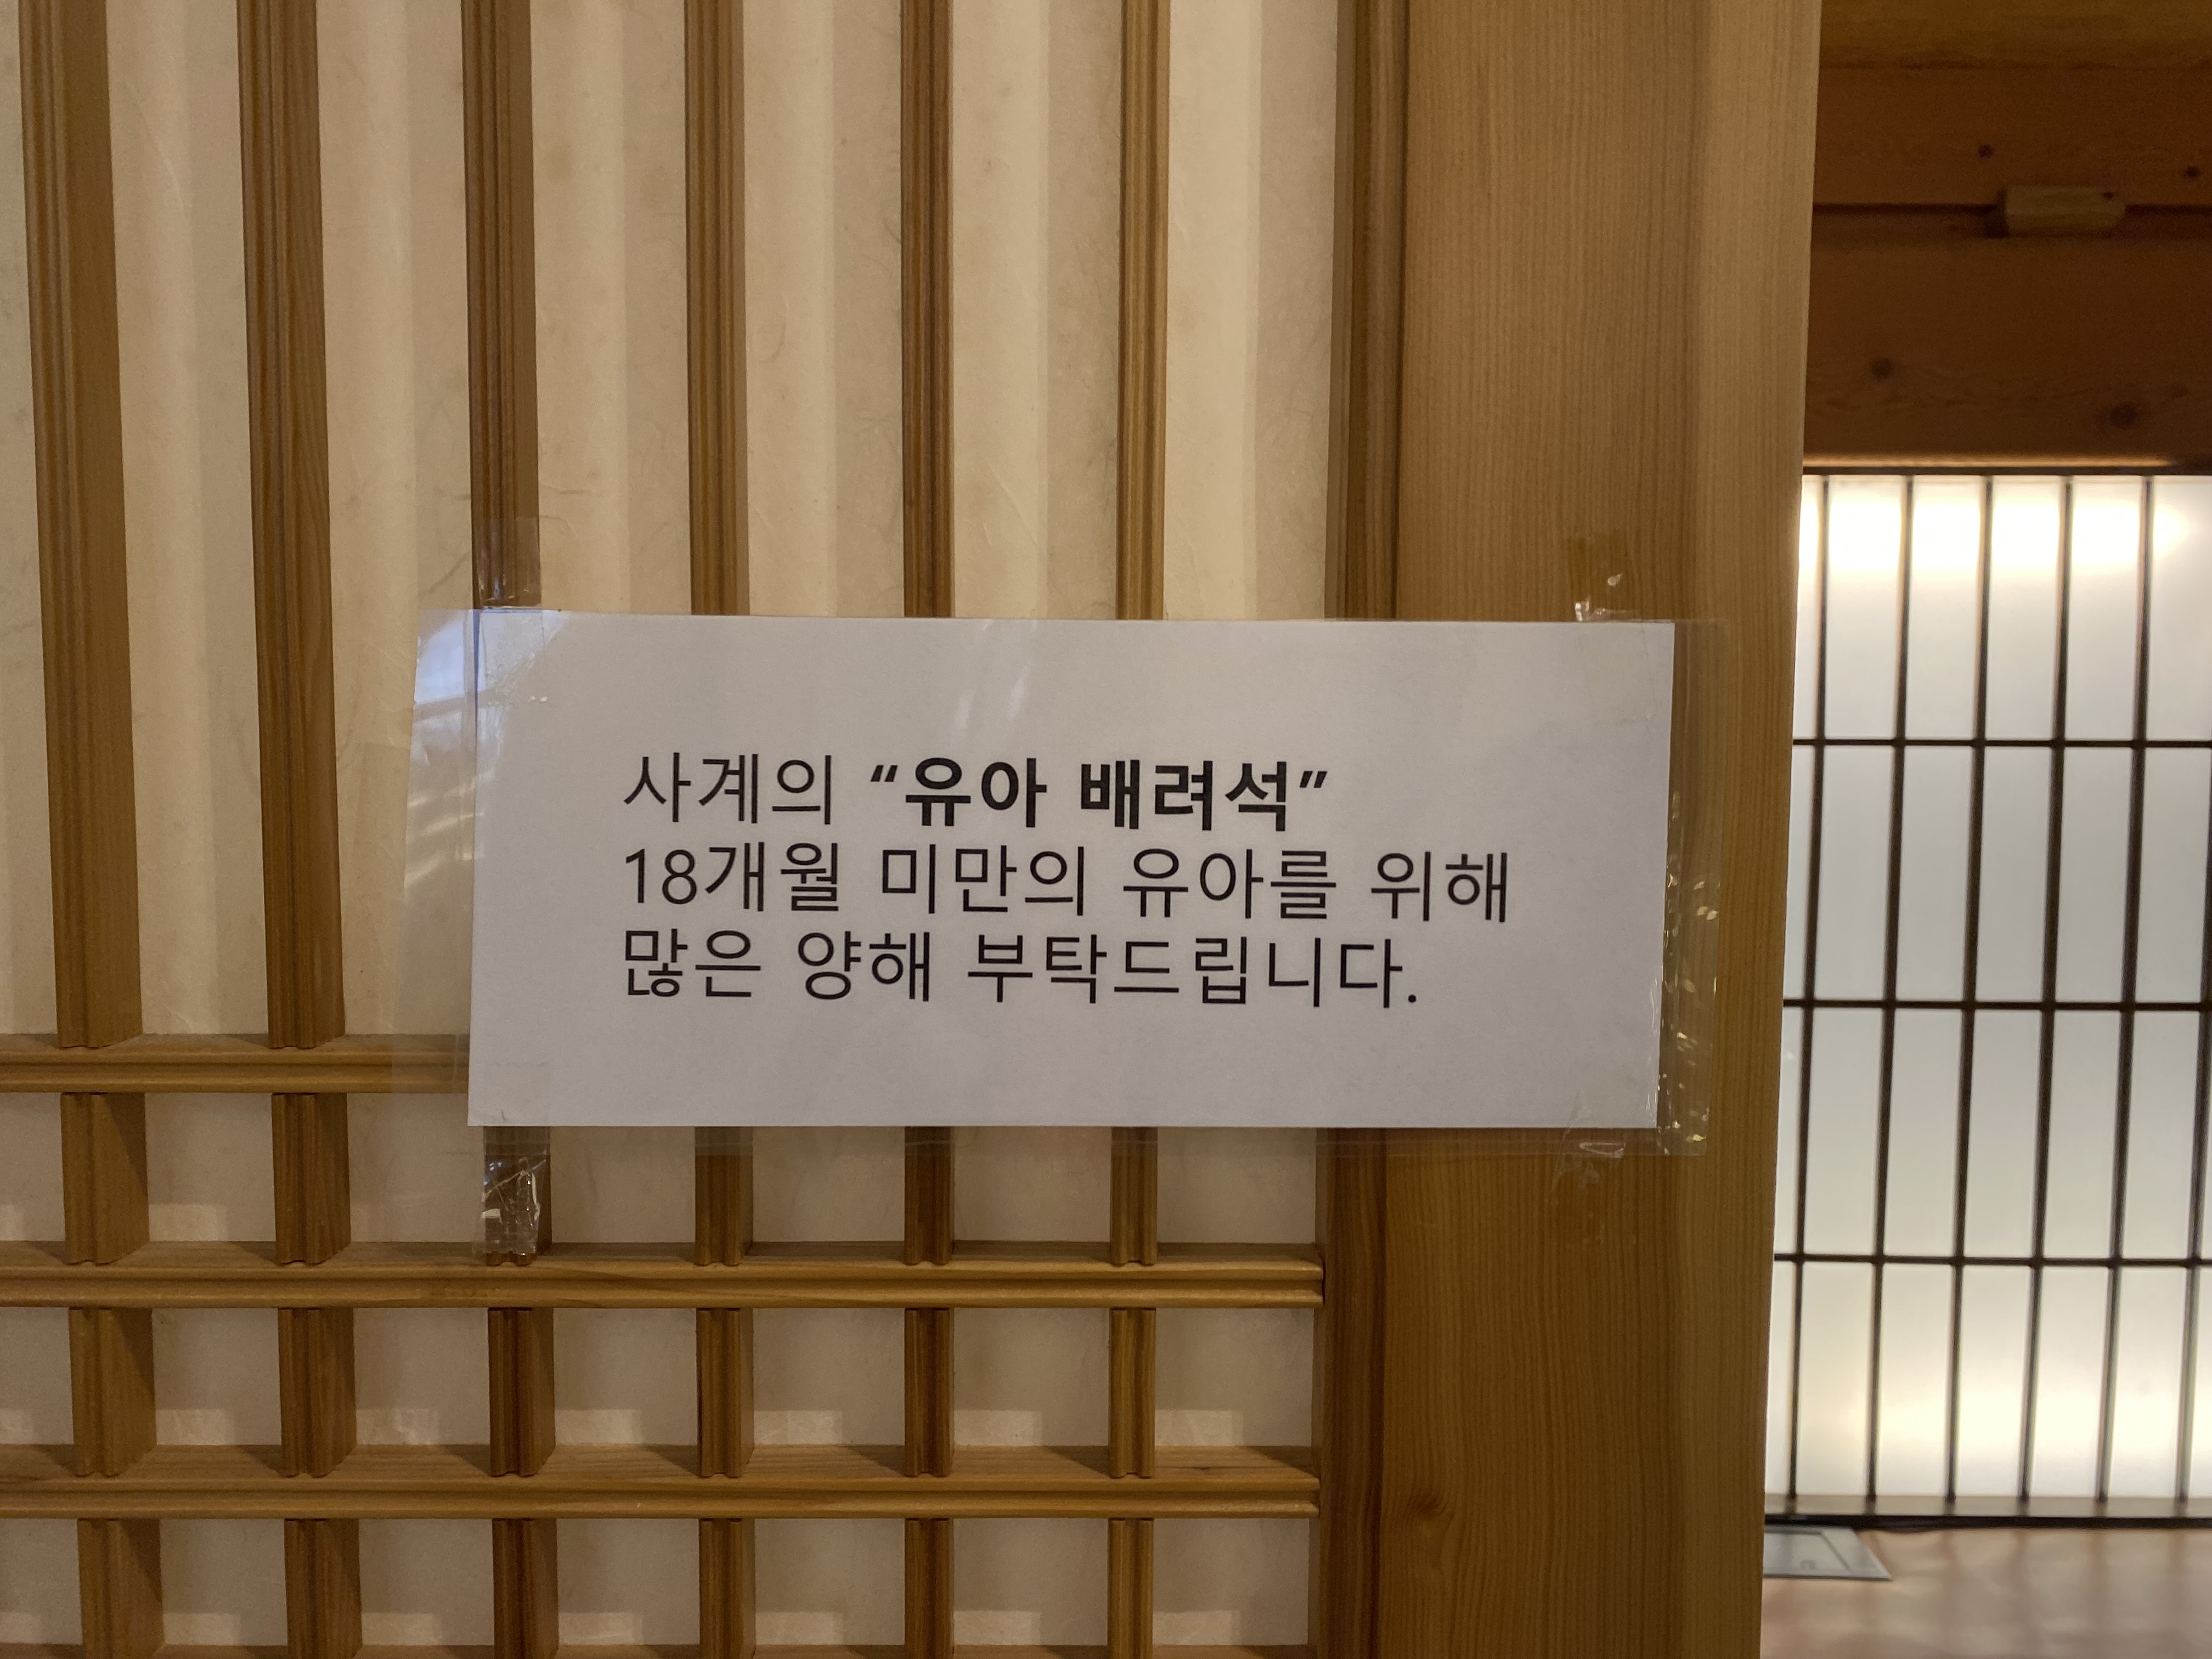 사계의 “유아 배려석”
18개월 미만의 유아를 위해
많은 양해 부탁드립니다.